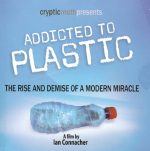 crypticmoth presents
ADDICTED TO
PLASTIC
THE RISE AND DEMISE OF A MODERN MIRACLE
A film by
Ian Connacher